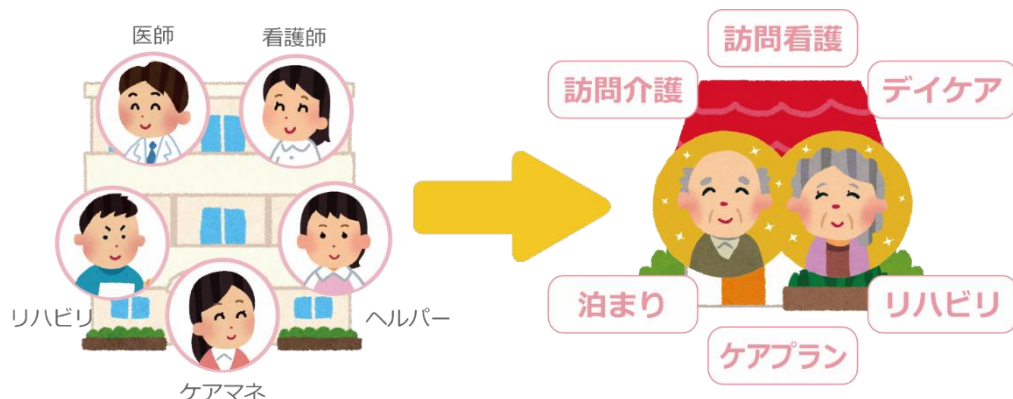 医師
看護師
リハビリ
ヘルパー
ケアマネ
訪問看護
訪問介護
デイケア
泊まり
リハビリ
ケアプラン